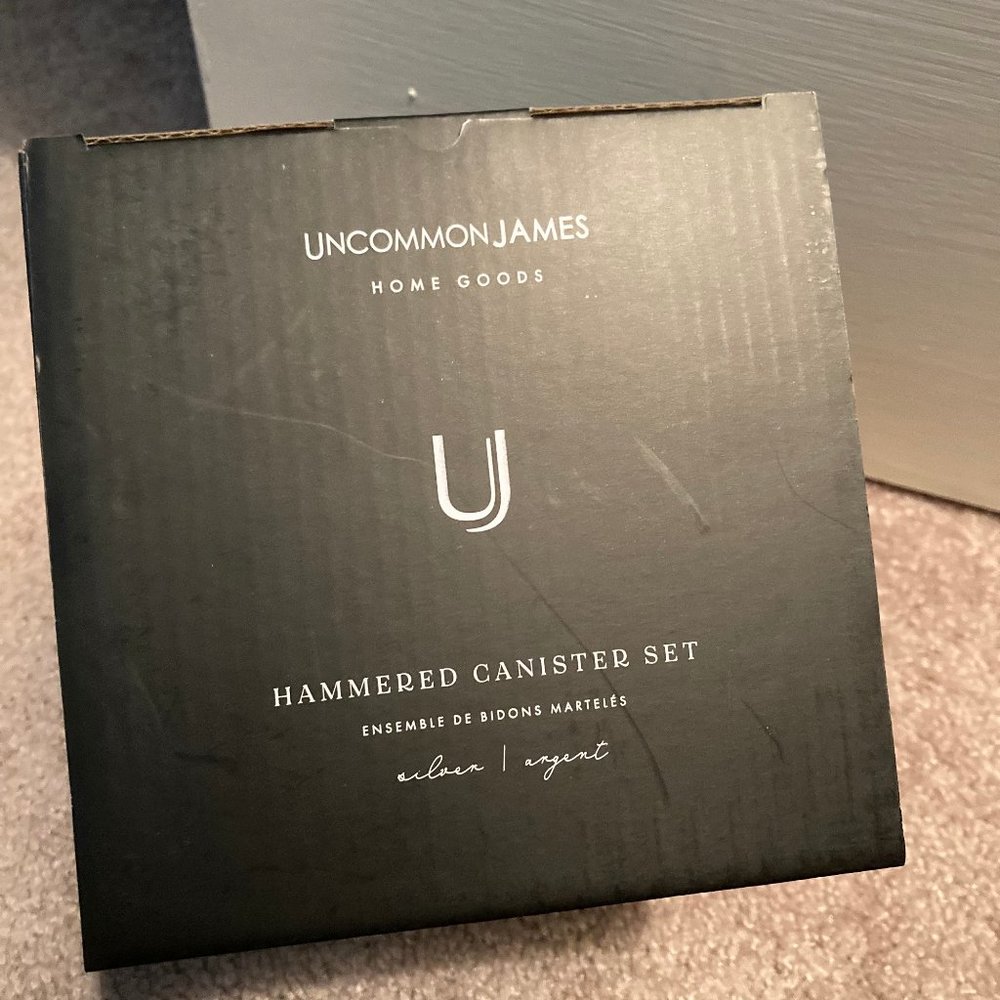 UNCOMMON JAMES
HOME GOODS
UJ
HAMMERED CANISTER SET
ENSEMBLE DE BIDONS MARTELÉS
silver | argent